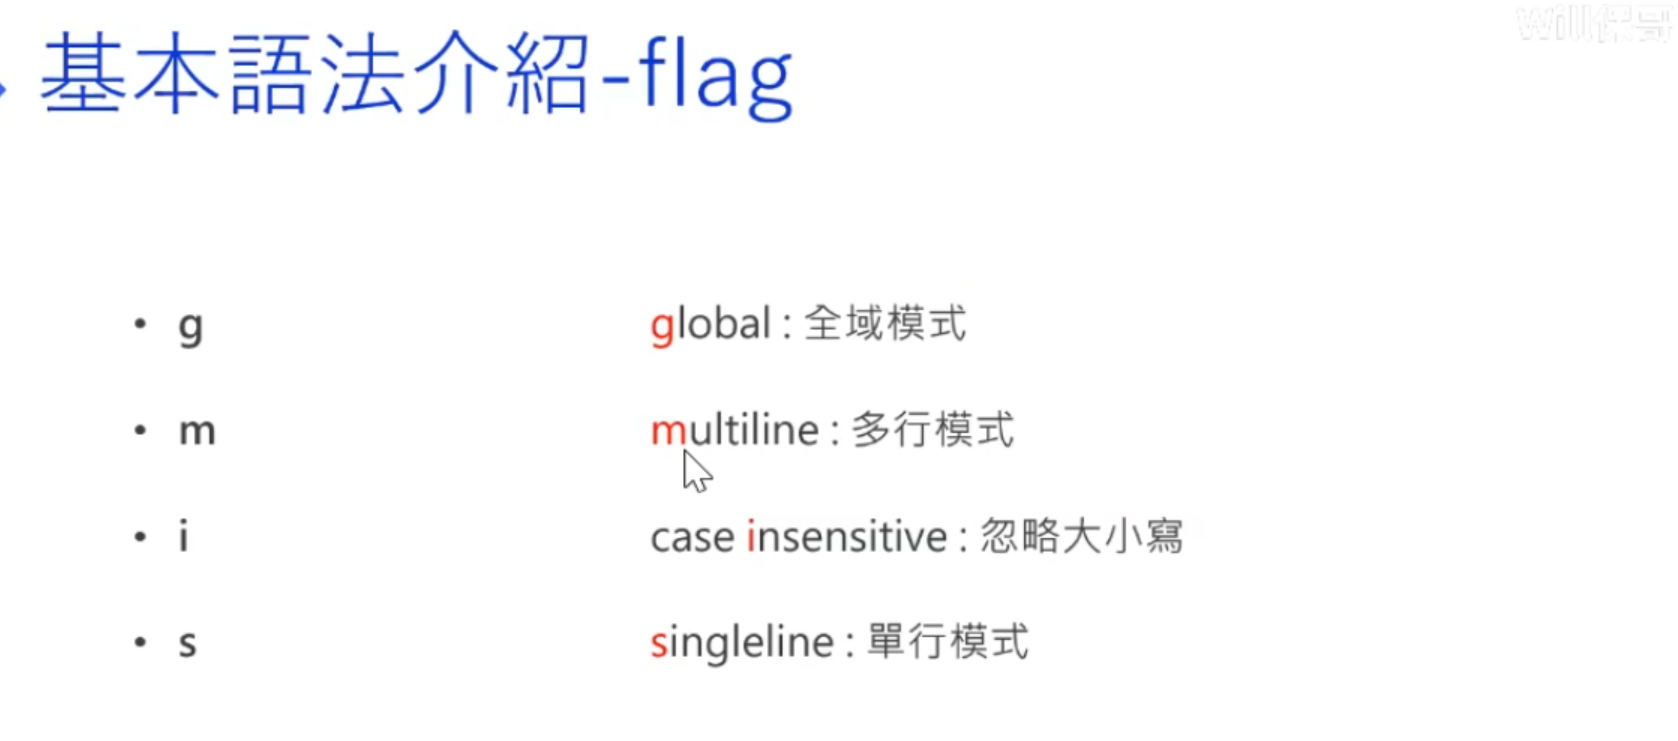 Will保哥
基本語法介紹-flag
• g global : 全域模式
• m multiline : 多行模式
• i case insensitive : 忽略大小寫
• s singleline : 單行模式